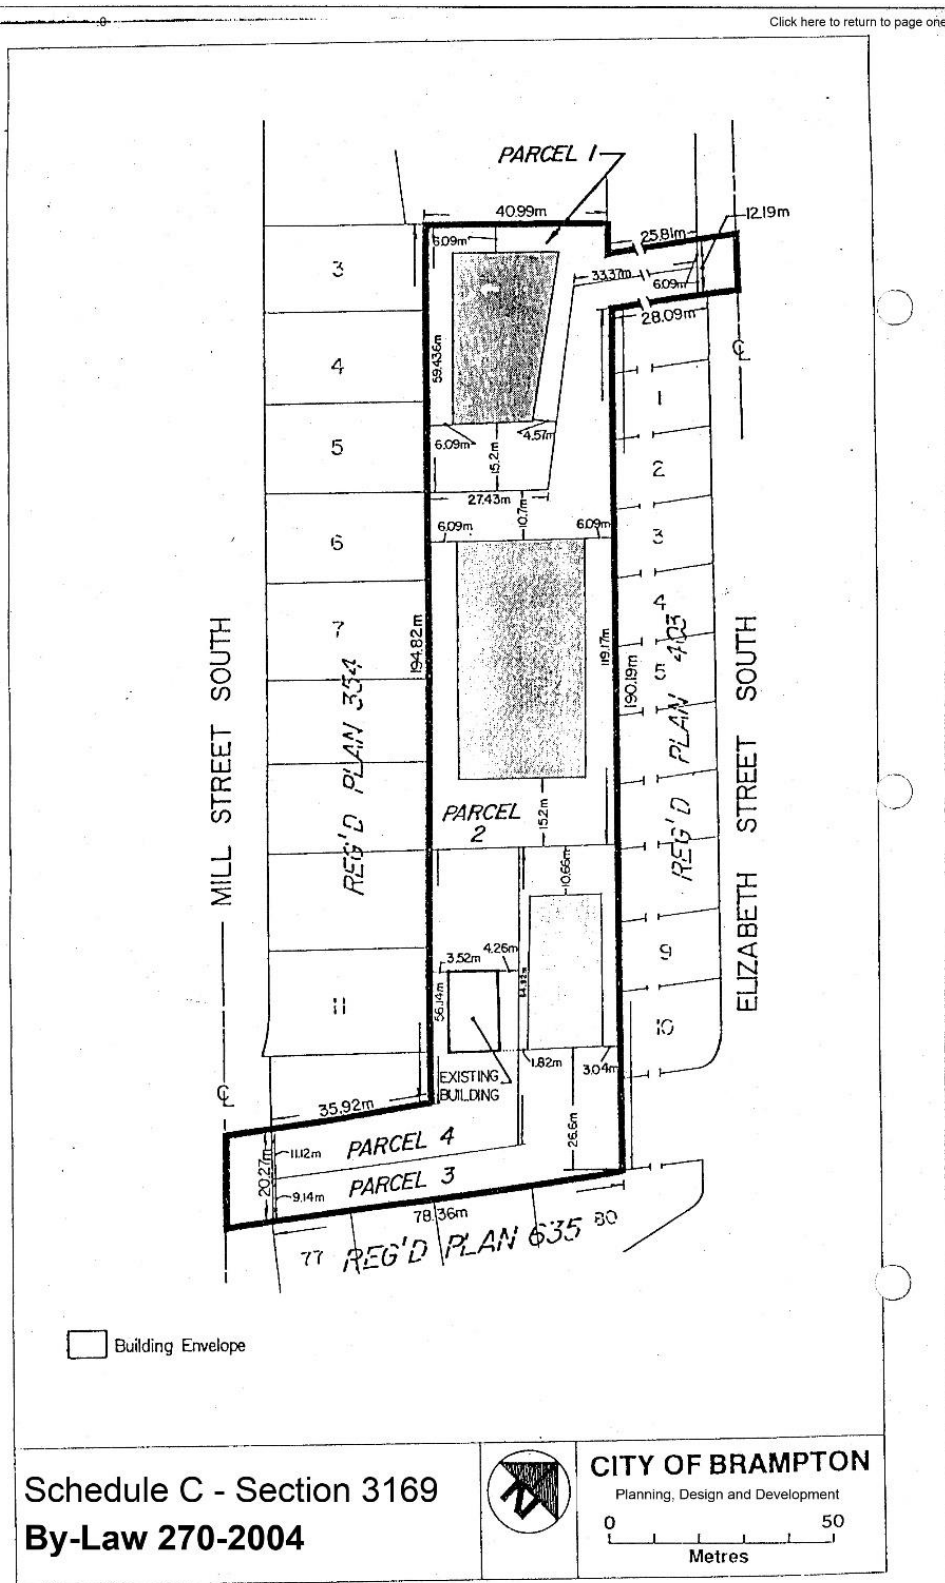 Click here to return to page one
PARCEL 1
40.99m
12.19m
25.81m
6.09m
33.37m
6.09m
28.09m
3
59.436m
4
1
6.09m
4.57m
15.2m
5
2
27.43m
10.7m
6.09m
6.09m
6
3
4
7
194.82m
119.17m
190.19m
5
MILL STREET SOUTH
REG'D PLAN 354
REG'D PLAN 403
ELIZABETH STREET SOUTH
PARCEL
2
15.2m
10.66m
3.52m
4.26m
9
56.14m
11
10
1.82m
3.04m
EXISTING
BUILDING
35.92m
26.6m
11.12m
PARCEL 4
20.27m
9.14m
PARCEL 3
78.36m
77
REG'D PLAN 635
80
Building Envelope
Schedule C - Section 3169
By-Law 270-2004
CITY OF BRAMPTON
Planning, Design and Development
0
50
Metres